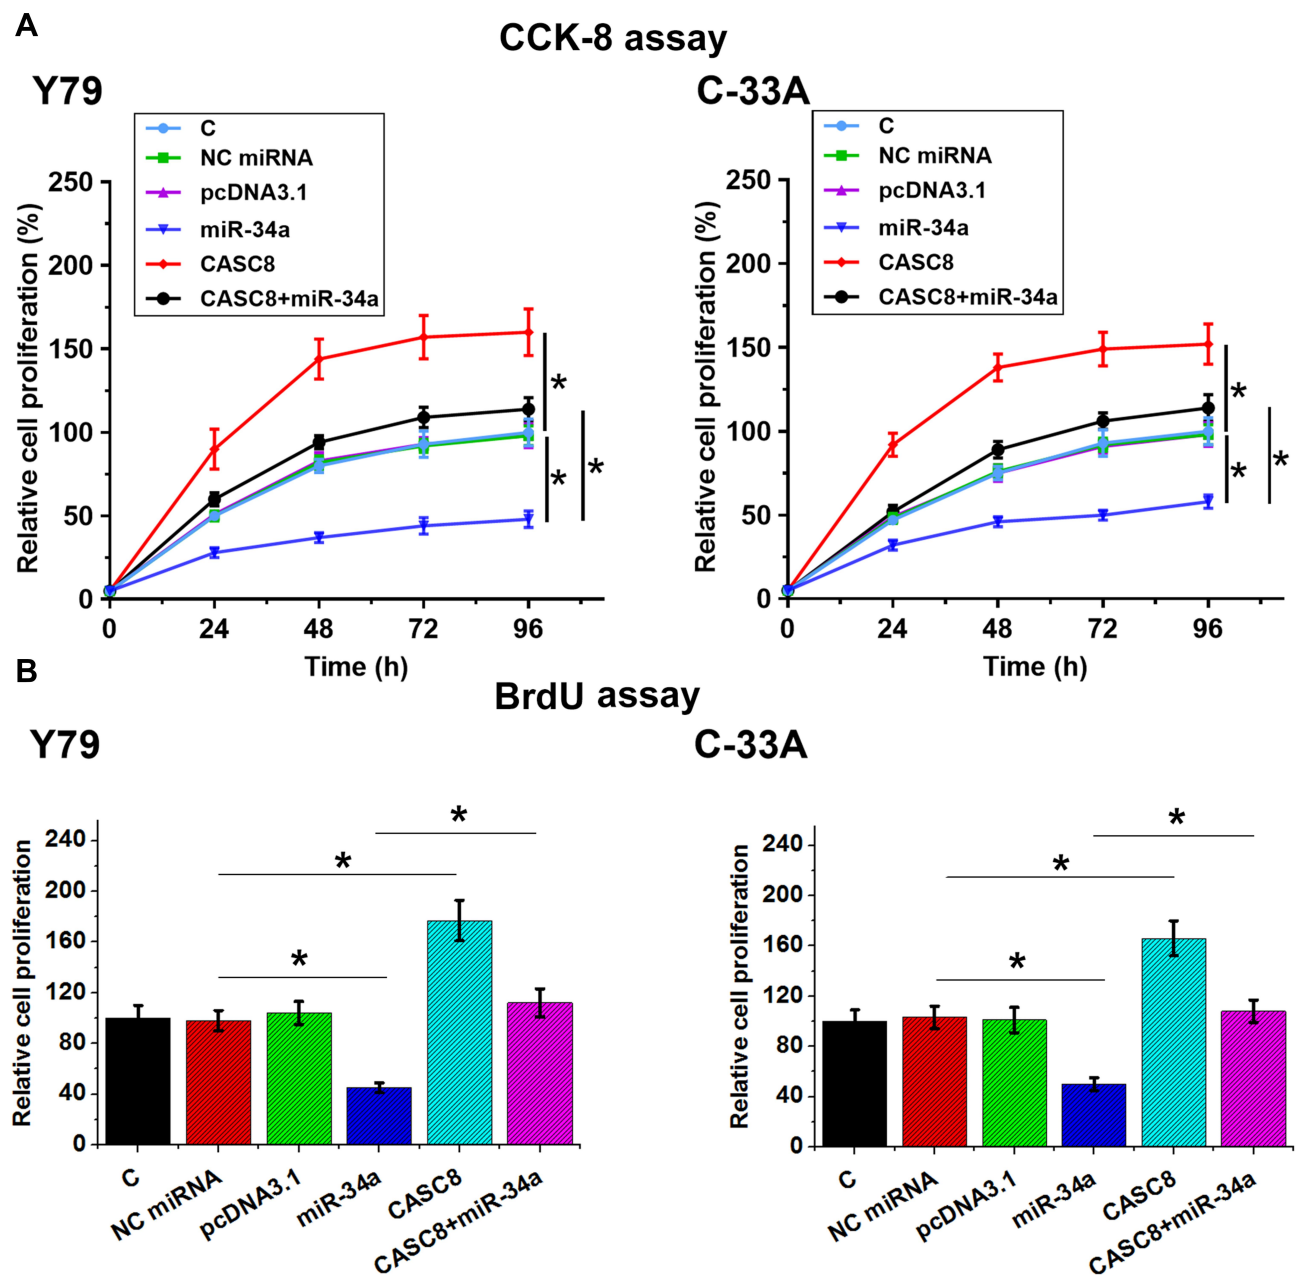 A
CCK-8 assay
Y79
C
NC miRNA
pcDNA3.1
miR-34a
CASC8
CASC8+miR-34a
Relative cell proliferation (%)
250
200
150
100
50
0
*
*
*
0 24 48 72 96
Time (h)
C-33A
C
NC miRNA
pcDNA3.1
miR-34a
CASC8
CASC8+miR-34a
Relative cell proliferation (%)
250
200
150
100
50
0
*
*
*
0 24 48 72 96
Time (h)
B
BrdU assay
Y79
Relative cell proliferation
240
200
160
120
80
40
0
*
*
*
C
NC miRNA
pcDNA3.1
miR-34a
CASC8
CASC8+miR-34a
C-33A
Relative cell proliferation
240
200
160
120
80
40
0
*
*
*
C
NC miRNA
pcDNA3.1
miR-34a
CASC8
CASC8+miR-34a